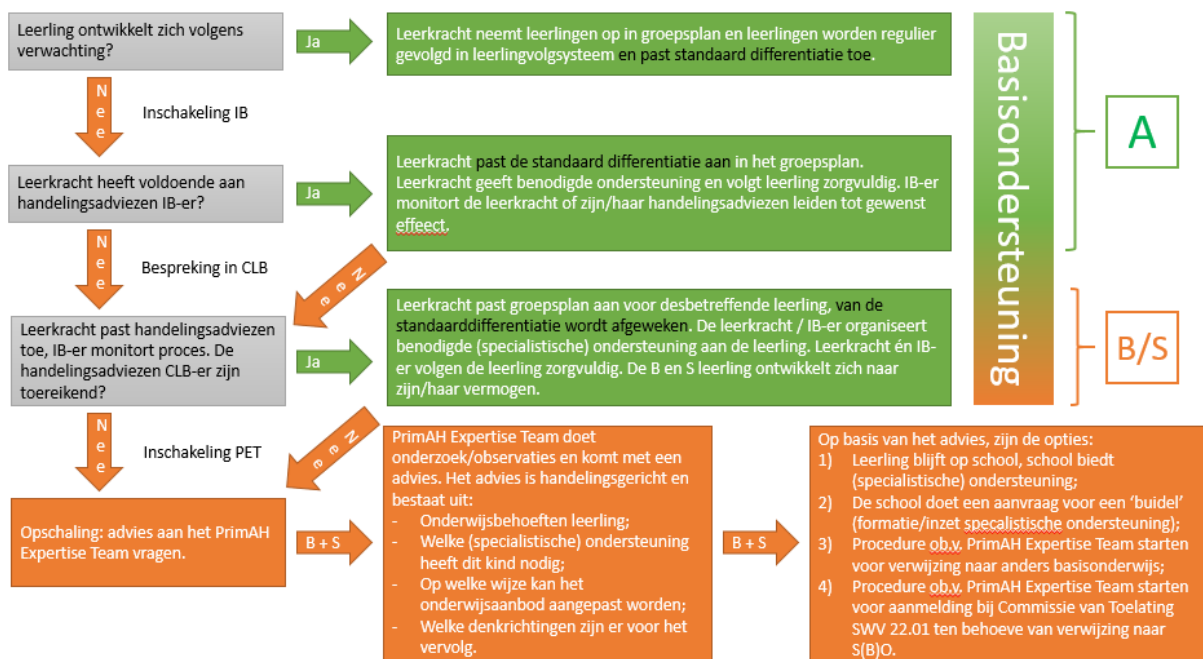 Leerling ontwikkelt zich volgens
verwachting?
Ja
Leerkracht neemt leerlingen op in groepsplan en leerlingen worden regulier
gevolgd in leerlingvolgsysteem en past standaard differentiatie toe.
Nee
Inschakeling IB
Leerkracht heeft voldoende aan
handelingsadviezen IB-er?
Ja
Leerkracht past de standaard differentiatie aan in het groepsplan.
Leerkracht geeft benodigde ondersteuning en volgt leerling zorgvuldig. IB-er
monitort de leerkracht of zijn/haar handelingsadviezen leiden tot gewenst
effeect.
Nee
Bespreking in CLB
Nee
Leerkracht past handelingsadviezen
toe, IB-er monitort proces. De
handelingsadviezen CLB-er zijn
toereikend?
Ja
Leerkracht past groepsplan aan voor desbetreffende leerling, van de
standaarddifferentiatie wordt afgeweken. De leerkracht / IB-er organiseert
benodigde (specialistische) ondersteuning aan de leerling. Leerkracht én IB-
er volgen de leerling zorgvuldig. De B en S leerling ontwikkelt zich naar
zijn/haar vermogen.
Basisondersteuning
A
B/S
Nee
Inschakeling PET
Nee
Opschaling: advies aan het PrimAH
Expertise Team vragen.
B + S
PrimAH Expertise Team doet
onderzoek/observaties en komt met een
advies. Het advies is handelingsgericht en
bestaat uit:
- Onderwijsbehoeften leerling;
- Welke (specialistische) ondersteuning
heeft dit kind nodig;
- Op welke wijze kan het
onderwijsaanbod aangepast worden;
- Welke denkrichtingen zijn er voor het
vervolg.
B + S
Op basis van het advies, zijn de opties:
1) Leerling blijft op school, school biedt
(specialistische) ondersteuning;
2) De school doet een aanvraag voor een ‘buidel’
(formatie/inzet specalistische ondersteuning);
3) Procedure ob.v. PrimAH Expertise Team starten
voor verwijzing naar anders basisonderwijs;
4) Procedure ob.v. PrimAH Expertise Team starten
voor aanmelding bij Commissie van Toelating
SWV 22.01 ten behoeve van verwijzing naar
S(B)O.